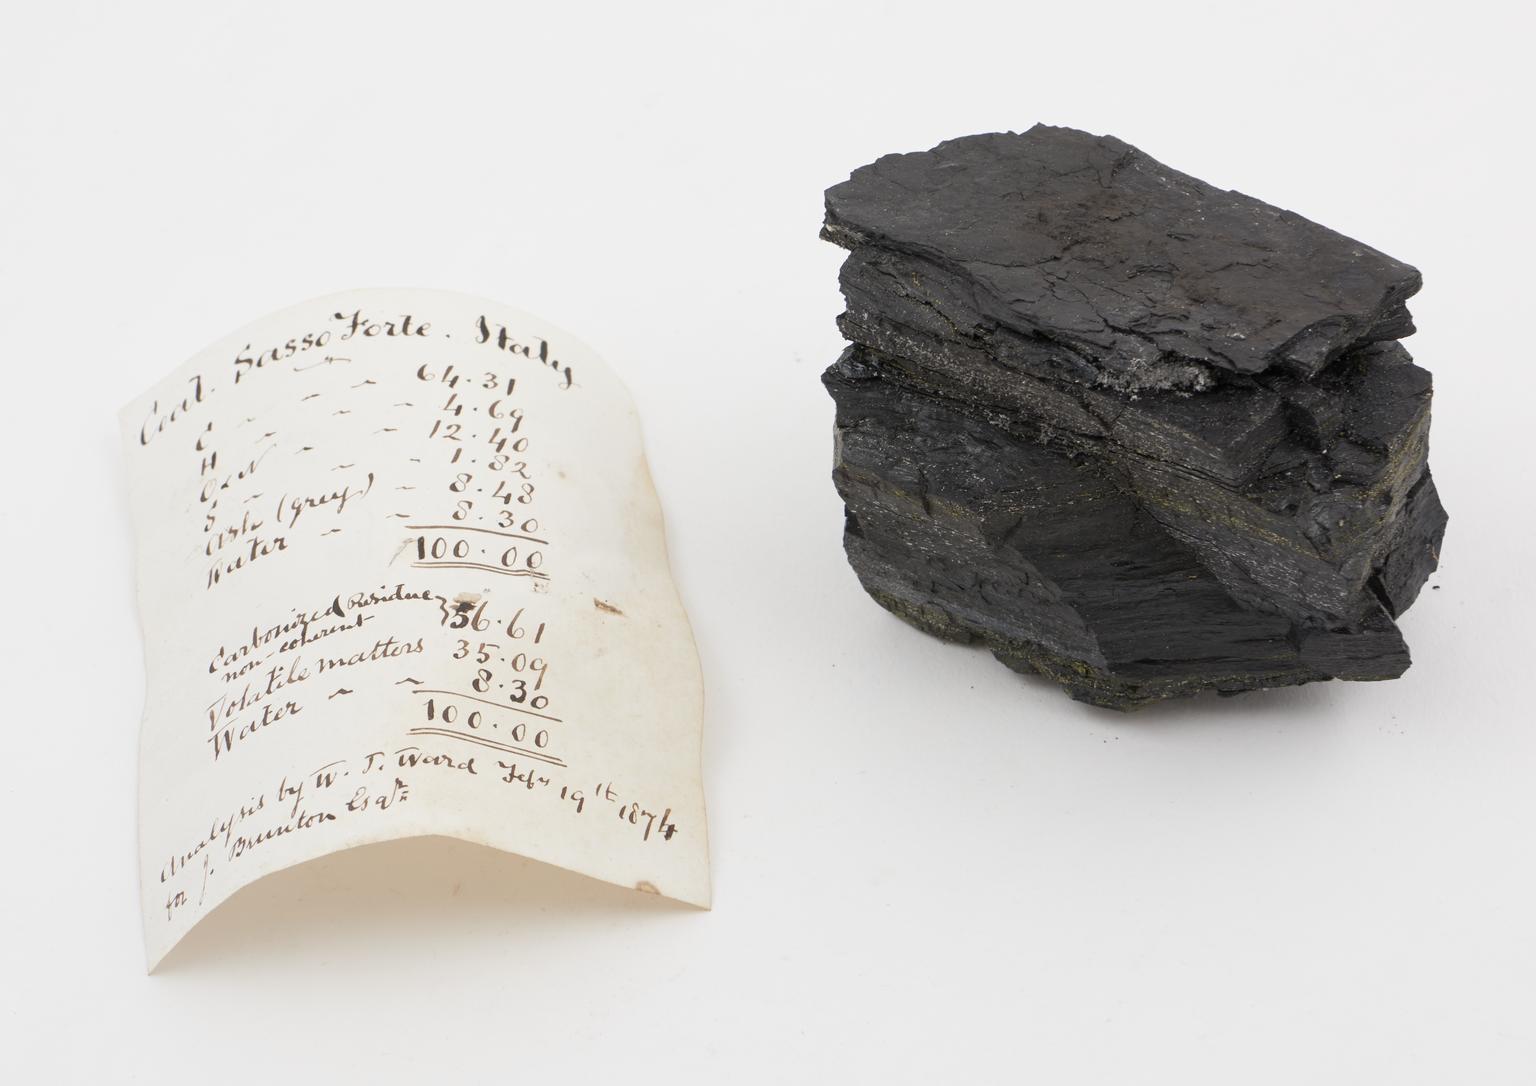 Coal. Sasso Forte. Italy
C " " " 64.31
H " " " 4.69
O & N " " 12.40
S " " " 1.82
Ash (grey) " 8.48
Water " " 8.30
100.00
Carbonized Residue } 56.61
non-coherent
Volatile matters 35.09
Water " " 8.30
100.00
Analysis by W. J. Ward Feby 19th 1874
for J. Brunton Esqr